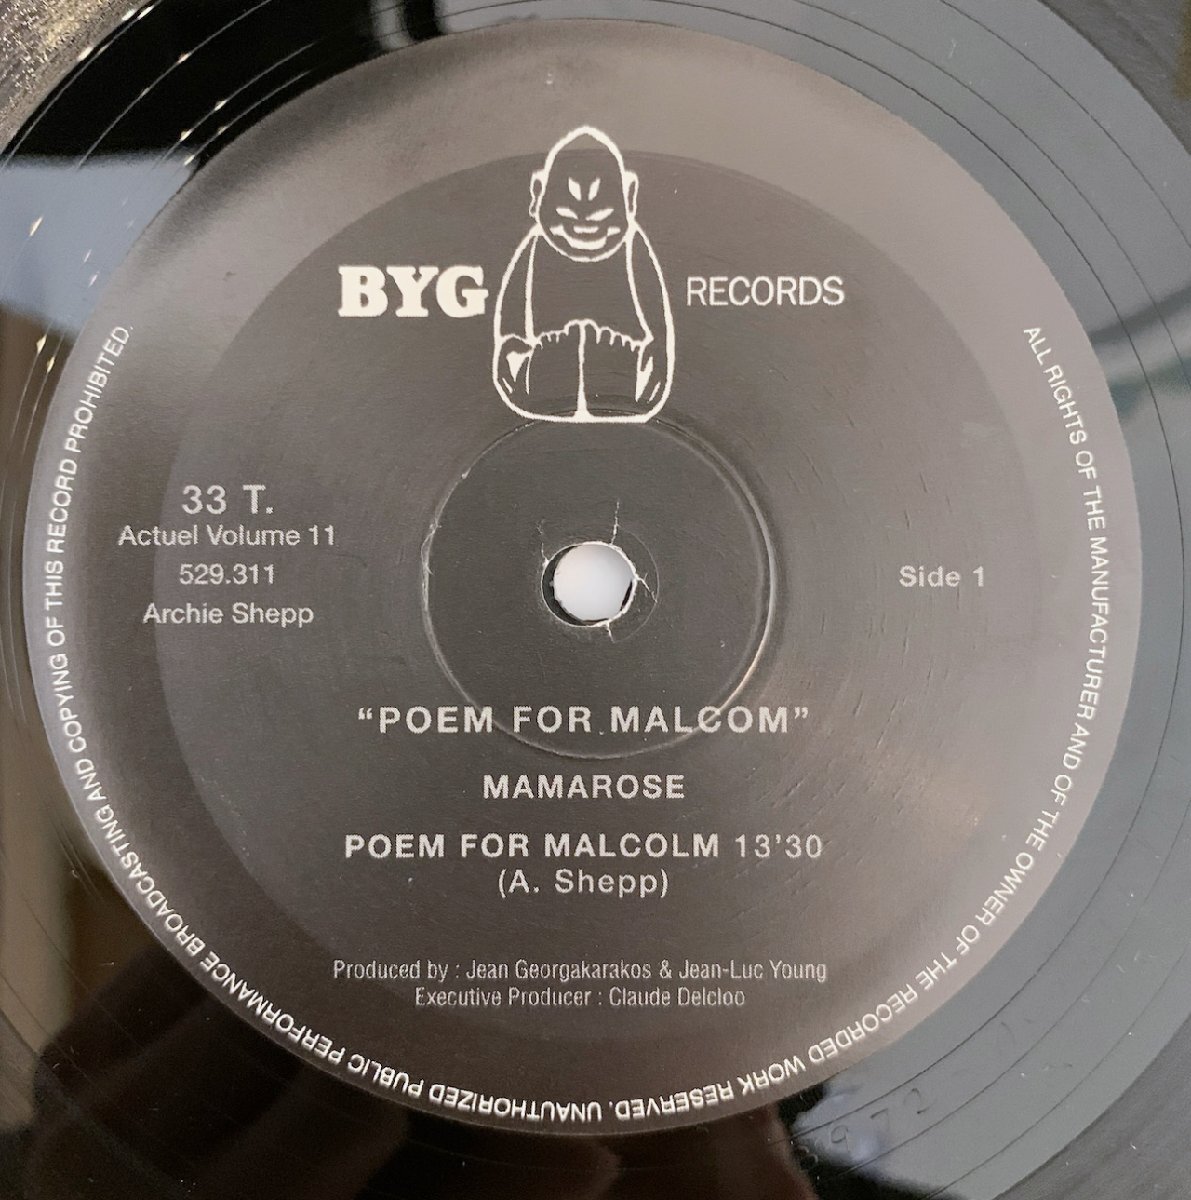 BYG RECORDS
33 T.
Actuel Volume 11
529.311
Archie Shepp
Side 1
“POEM FOR MALCOM”
MAMAROSE
POEM FOR MALCOLM 13’30
(A. Shepp)
Produced by : Jean Georgakarakos & Jean-Luc Young
Executive Producer : Claude Delcloo
ALL RIGHTS OF THE MANUFACTURER AND OF THE OWNER OF THE RECORDED WORK RESERVED. UNAUTHORIZED PUBLIC PERFORMANCE BROADCASTING AND COPYING OF THIS RECORD PROHIBITED.